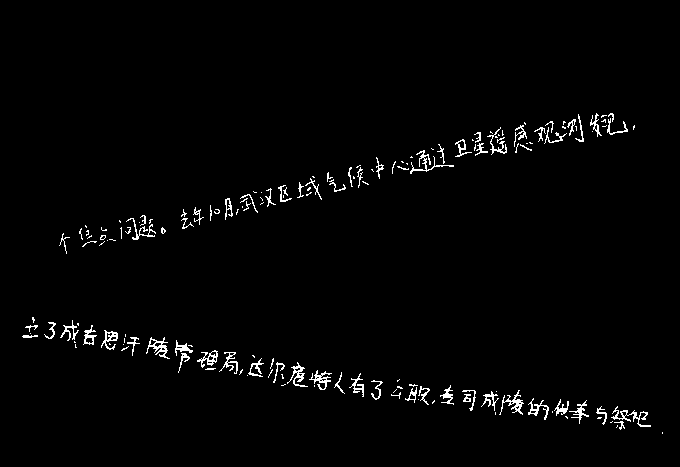 个焦点问题。去年10月,武汉区域气候中心通过卫星遥感观测发现,
立了成吉思汗陵管理局,达尔扈特人有了公职,专司成陵的供奉与祭祀.